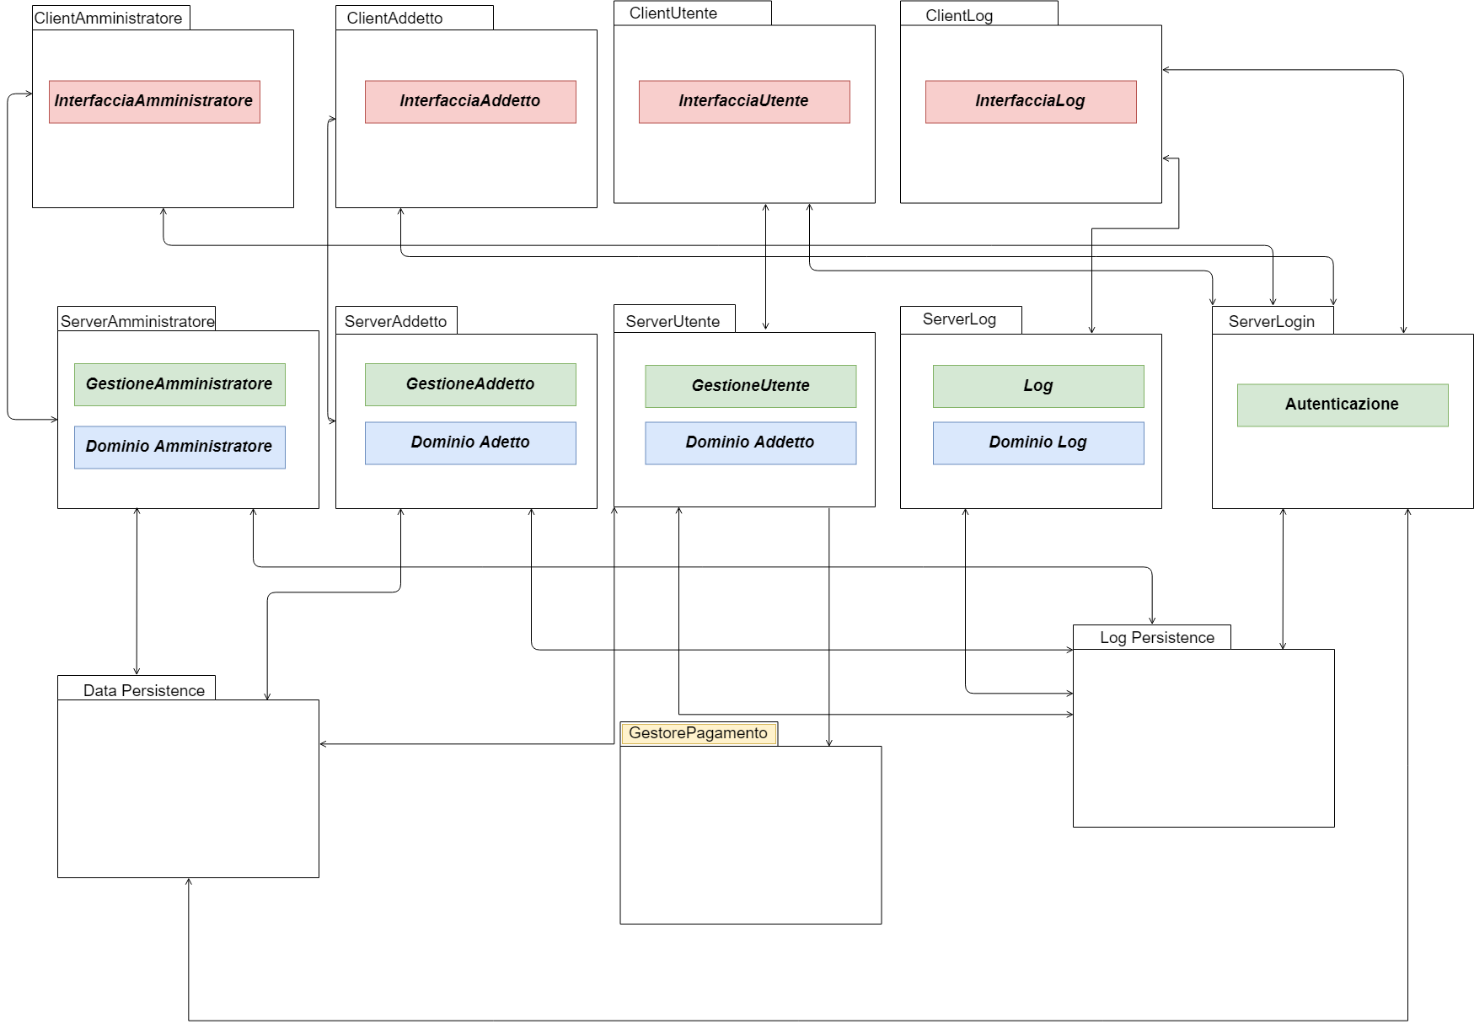 ClientAmministratore
ClientAddetto
ClientUtente
ClientLog
InterfacciaAmministratore
InterfacciaAddetto
InterfacciaUtente
InterfacciaLog
ServerAmministratore
ServerAddetto
ServerUtente
ServerLog
ServerLogin
GestioneAmministratore
GestioneAddetto
GestioneUtente
Log
Autenticazione
Dominio Amministratore
Dominio Adetto
Dominio Addetto
Dominio Log
Log Persistence
Data Persistence
GestorePagamento